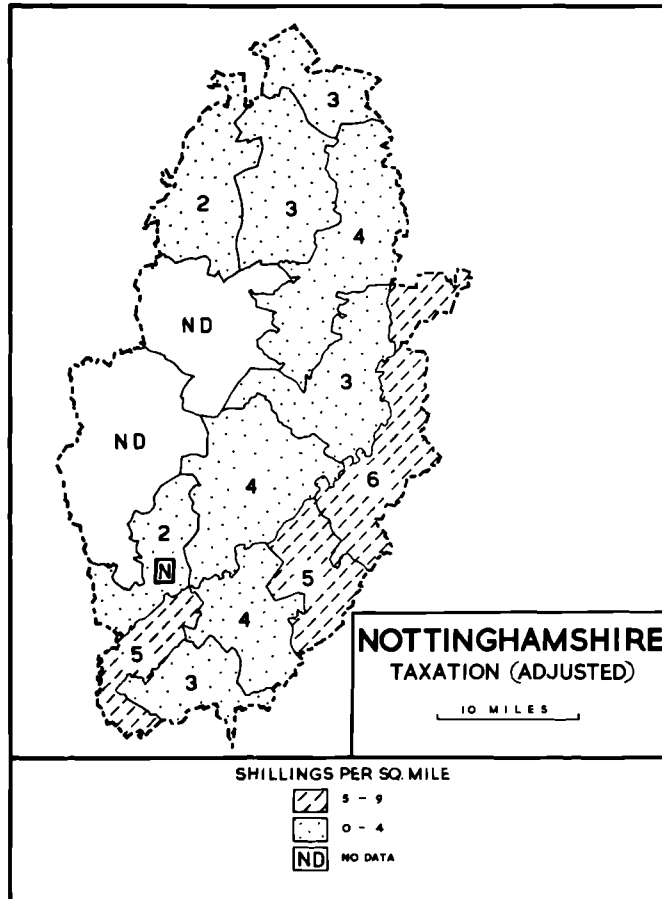 3
2
3
4
ND
3
ND
4
6
2
N
5
4
5
3
NOTTINGHAMSHIRE
TAXATION (ADJUSTED)
10 MILES
SHILLINGS PER SQ. MILE
5 - 9
0 - 4
ND NO DATA